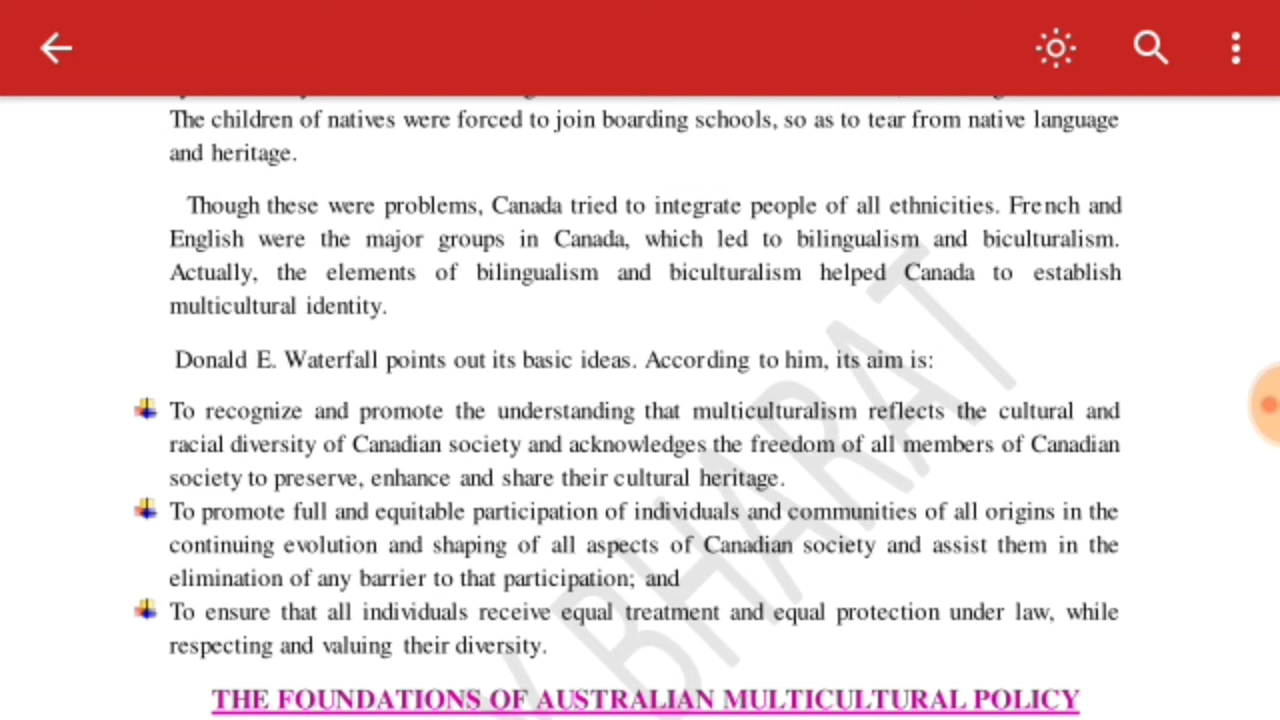 The children of natives were forced to join boarding schools, so as to tear from native language
and heritage.
Though these were problems, Canada tried to integrate people of all ethnicities. French and
English were the major groups in Canada, which led to bilingualism and biculturalism.
Actually, the elements of bilingualism and biculturalism helped Canada to establish
multicultural identity.
Donald E. Waterfall points out its basic ideas. According to him, its aim is:
To recognize and promote the understanding that multiculturalism reflects the cultural and
racial diversity of Canadian society and acknowledges the freedom of all members of Canadian
society to preserve, enhance and share their cultural heritage.
To promote full and equitable participation of individuals and communities of all origins in the
continuing evolution and shaping of all aspects of Canadian society and assist them in the
elimination of any barrier to that participation; and
To ensure that all individuals receive equal treatment and equal protection under law, while
respecting and valuing their diversity.
THE FOUNDATIONS OF AUSTRALIAN MULTICULTURAL POLICY
BHARAT